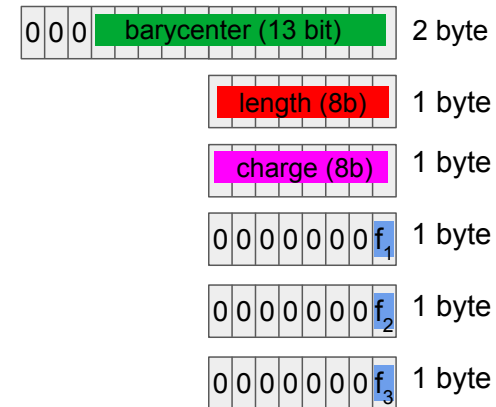 0 0 0 barycenter (13 bit) 2 byte
length (8b) 1 byte
charge (8b) 1 byte
0 0 0 0 0 0 0 f1 1 byte
0 0 0 0 0 0 0 f2 1 byte
0 0 0 0 0 0 0 f3 1 byte